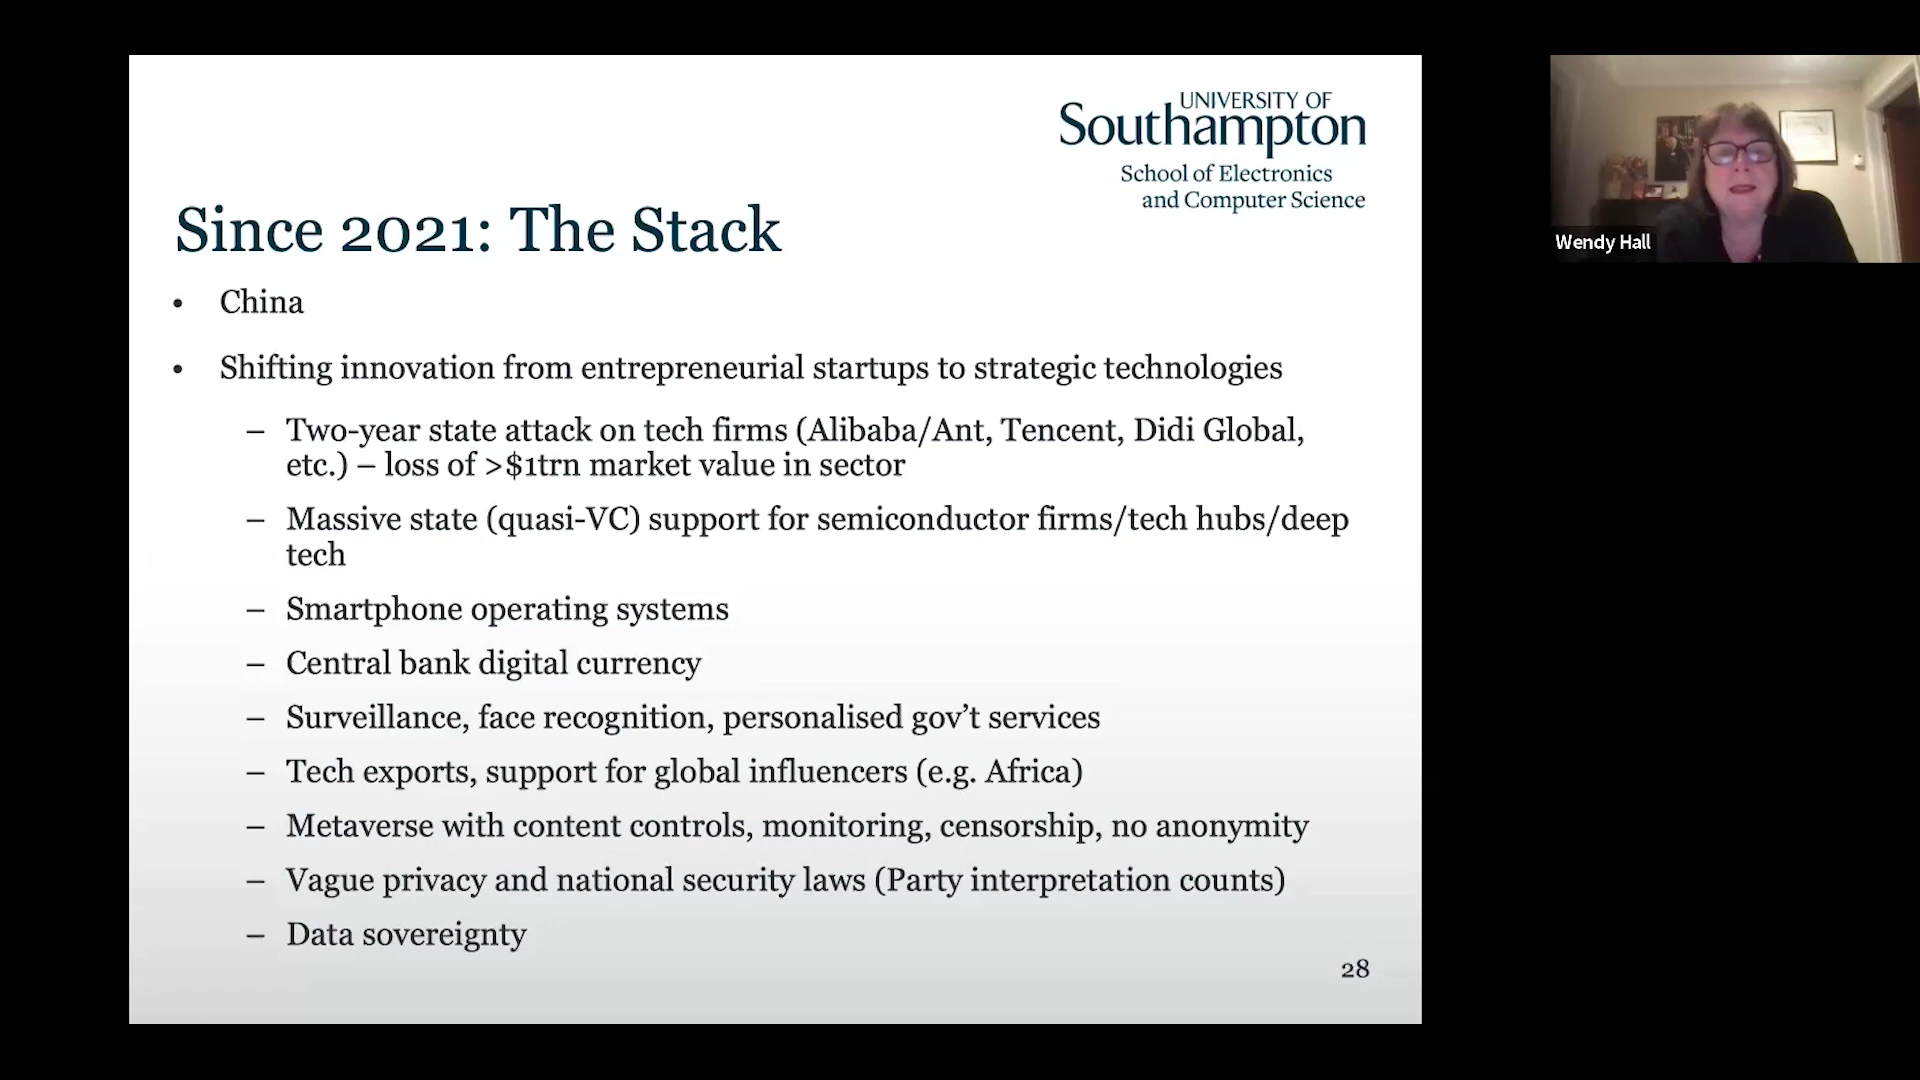 UNIVERSITY OF
Southampton
School of Electronics
and Computer Science
Since 2021: The Stack
• China
• Shifting innovation from entrepreneurial startups to strategic technologies
– Two-year state attack on tech firms (Alibaba/Ant, Tencent, Didi Global,
etc.) – loss of >$1trn market value in sector
– Massive state (quasi-VC) support for semiconductor firms/tech hubs/deep
tech
– Smartphone operating systems
– Central bank digital currency
– Surveillance, face recognition, personalised gov’t services
– Tech exports, support for global influencers (e.g. Africa)
– Metaverse with content controls, monitoring, censorship, no anonymity
– Vague privacy and national security laws (Party interpretation counts)
– Data sovereignty
28
Wendy Hall